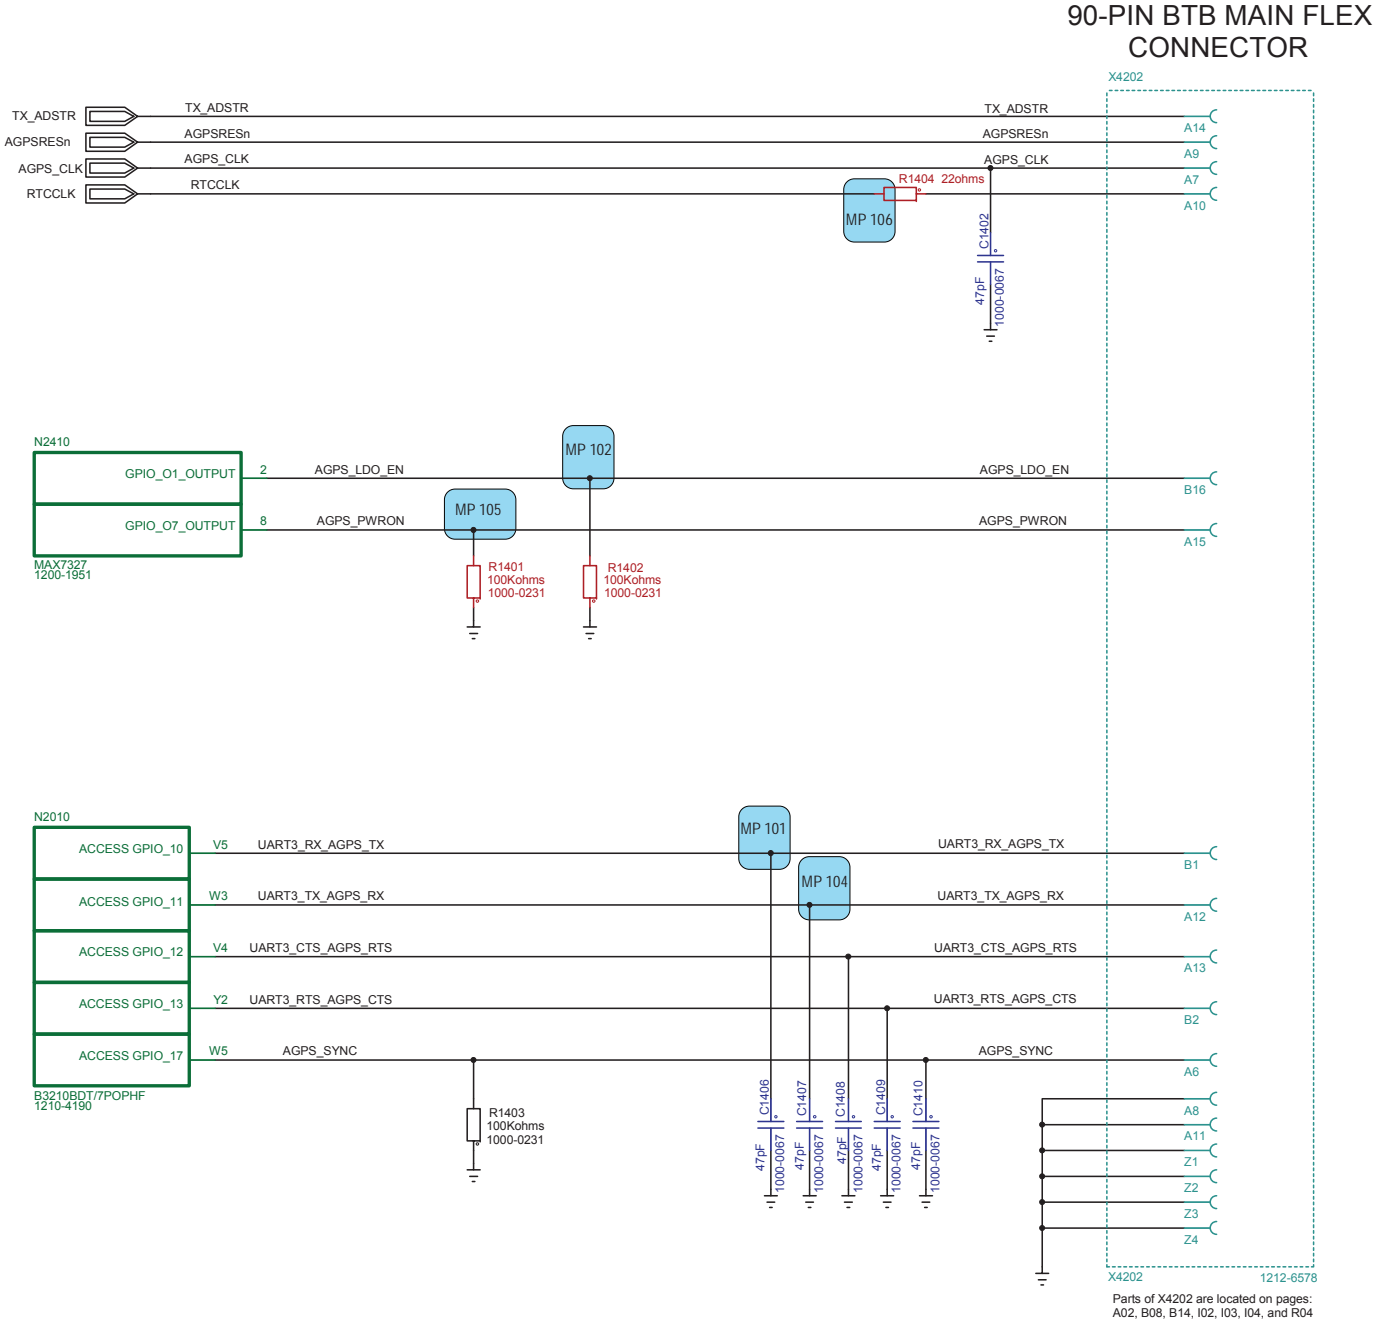 90-PIN BTB MAIN FLEX
CONNECTOR
X4202
TX_ADSTR
TX_ADSTR
TX_ADSTR
A14
AGPSRESn
AGPSRESn
AGPSRESn
A9
AGPS_CLK
AGPS_CLK
AGPS_CLK
A7
RTCCLK
RTCCLK
R1404 22ohms
A10
MP 106
C1402
47pF
1000-0067
N2410
GPIO_O1_OUTPUT
2
AGPS_LDO_EN
MP 102
AGPS_LDO_EN
B16
GPIO_O7_OUTPUT
8
AGPS_PWRON
MP 105
AGPS_PWRON
A15
MAX7327
1200-1951
R1401
100Kohms
1000-0231
R1402
100Kohms
1000-0231
N2010
ACCESS GPIO_10
V5
UART3_RX_AGPS_TX
MP 101
UART3_RX_AGPS_TX
B1
ACCESS GPIO_11
W3
UART3_TX_AGPS_RX
MP 104
UART3_TX_AGPS_RX
A12
ACCESS GPIO_12
V4
UART3_CTS_AGPS_RTS
UART3_CTS_AGPS_RTS
A13
ACCESS GPIO_13
Y2
UART3_RTS_AGPS_CTS
UART3_RTS_AGPS_CTS
B2
ACCESS GPIO_17
W5
AGPS_SYNC
AGPS_SYNC
A6
B3210BDT/7POPHF
1210-4190
R1403
100Kohms
1000-0231
C1406
47pF
1000-0067
C1407
47pF
1000-0067
C1408
47pF
1000-0067
C1409
47pF
1000-0067
C1410
47pF
1000-0067
A8
A11
Z1
Z2
Z3
Z4
X4202
1212-6578
Parts of X4202 are located on pages:
A02, B08, B14, I02, I03, I04, and R04